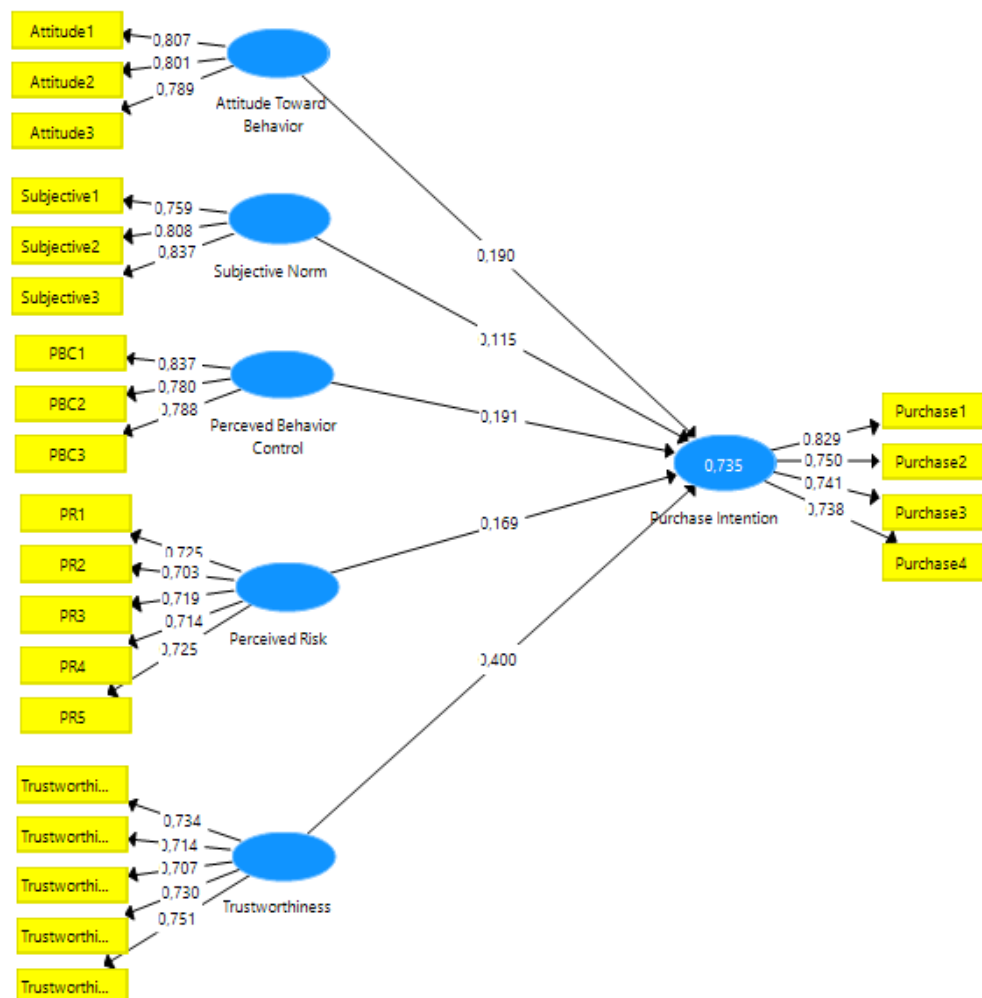 Attitude1
Attitude2
Attitude3
0,807
0,801
0,789
Attitude Toward
Behavior
Subjective1
Subjective2
Subjective3
0,759
0,808
0,837
Subjective Norm
PBC1
PBC2
PBC3
0,837
0,780
0,788
Perceved Behavior
Control
PR1
PR2
PR3
PR4
PR5
0,725
0,703
0,719
0,714
0,725
Perceived Risk
Trustworthi...
Trustworthi...
Trustworthi...
Trustworthi...
Trustworthi...
0,734
0,714
0,707
0,730
0,751
Trustworthiness
0,190
0,115
0,191
0,169
0,400
0,735
Purchase Intention
0,829
0,750
0,741
0,738
Purchase1
Purchase2
Purchase3
Purchase4